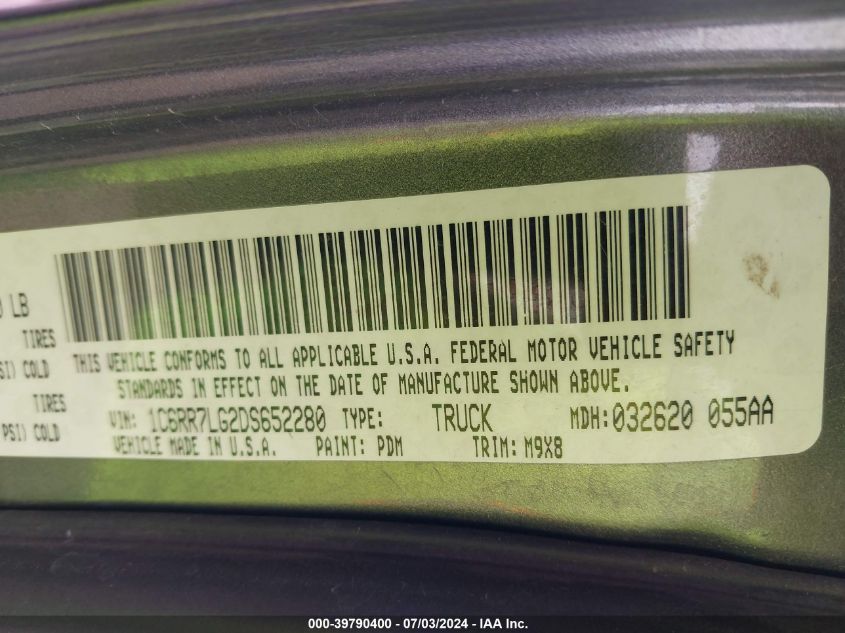 0 LB
TIRES
SI) COLD
TIRES
PSI) COLD
THIS VEHICLE CONFORMS TO ALL APPLICABLE U.S.A. FEDERAL MOTOR VEHICLE SAFETY
STANDARDS IN EFFECT ON THE DATE OF MANUFACTURE SHOWN ABOVE.
VIN: 1C6RR7LG2DS652280 TYPE: TRUCK MDH: 032620 055AA
VEHICLE MADE IN U.S.A. PAINT: PDM TRIM: M9X8
000-39790400 - 07/03/2024 - IAA Inc.